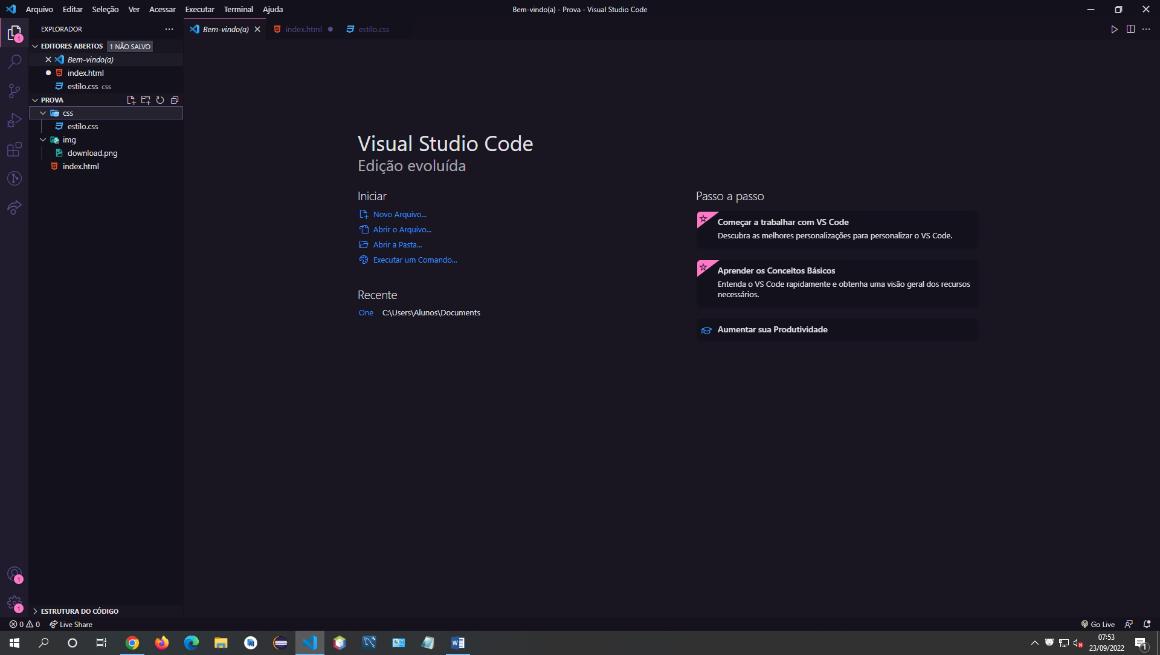 Arquivo Editar Seleção Ver Acessar Executar Terminal Ajuda
Bem-vindo(a) - Prova - Visual Studio Code
EXPLORADOR
Bem-vindo(a) index.html estilo.css
EDITORES ABERTOS 1 NÃO SALVO
Bem-vindo(a)
index.html
estilo.css css
PROVA
css
estilo.css
img
download.png
index.html
Visual Studio Code
Edição evoluída
Iniciar
Novo Arquivo...
Abrir o Arquivo...
Abrir a Pasta...
Executar um Comando...
Recente
One C:\Users\Alunos\Documents
Passo a passo
Começar a trabalhar com VS Code
Descubra as melhores personalizações para personalizar o VS Code.
Aprender os Conceitos Básicos
Entenda o VS Code rapidamente e obtenha uma visão geral dos recursos
necessários.
Aumentar sua Produtividade
1
1
1
ESTRUTURA DO CÓDIGO
0 0 Live Share
Go Live
07:53
23/09/2022
1